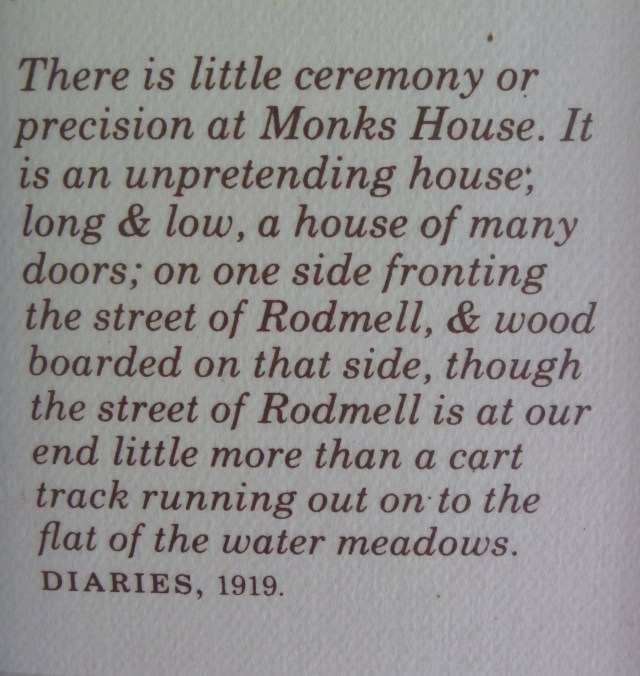 There is little ceremony or
precision at Monks House. It
is an unpretending house;
long & low, a house of many
doors; on one side fronting
the street of Rodmell, & wood
boarded on that side, though
the street of Rodmell is at our
end little more than a cart
track running out on to the
flat of the water meadows.
DIARIES, 1919.